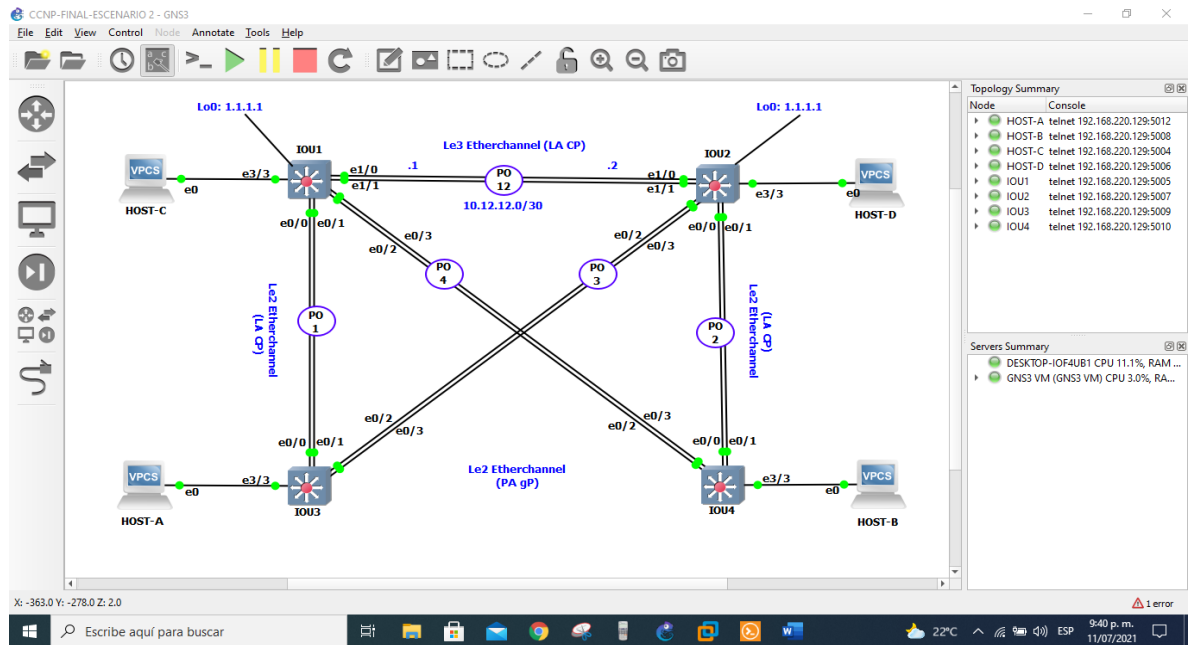 CCNP-FINAL-ESCENARIO 2 - GNS3
File Edit View Control Node Annotate Tools Help
Lo0: 1.1.1.1
Lo0: 1.1.1.1
IOU1
Le3 Etherchannel (LA CP)
IOU2
VPCS
e0
e3/3
e1/0
.1
PO
12
.2
e1/0
VPCS
e1/1
e1/1
e3/3
e0
HOST-C
10.12.12.0/30
HOST-D
e0/0
e0/1
e0/3
e0/2
e0/2
e0/3
e0/0
e0/1
PO
4
PO
3
Le2 Etherchannel
(LA CP)
PO
1
PO
2
Le2 Etherchannel
(LA CP)
e0/2
e0/3
e0/3
e0/2
e0/0
e0/1
e0/0
e0/1
VPCS
e0
e3/3
Le2 Etherchannel
(PA gP)
e3/3
e0
VPCS
HOST-A
IOU3
IOU4
HOST-B
Topology Summary
Node Console
HOST-A telnet 192.168.220.129:5012
HOST-B telnet 192.168.220.129:5008
HOST-C telnet 192.168.220.129:5004
HOST-D telnet 192.168.220.129:5006
IOU1 telnet 192.168.220.129:5005
IOU2 telnet 192.168.220.129:5007
IOU3 telnet 192.168.220.129:5009
IOU4 telnet 192.168.220.129:5010
Servers Summary
DESKTOP-IOF4UB1 CPU 11.1%, RAM ...
GNS3 VM (GNS3 VM) CPU 3.0%, RA...
X: -363.0 Y: -278.0 Z: 2.0
1 error
Escribe aquí para buscar
22°C
ESP
9:40 p. m.
11/07/2021